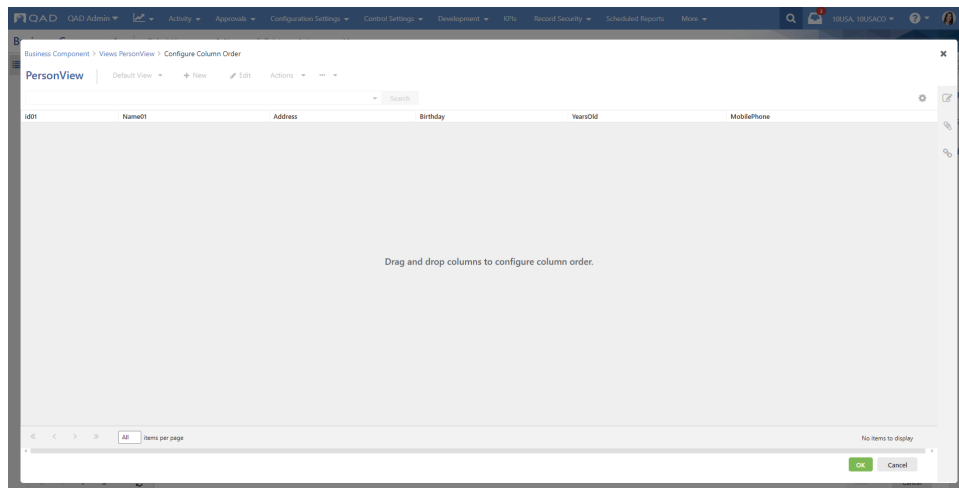 QAD QAD Admin Activity Approvals Configuration Settings Control Settings Development KPIs Record Security Scheduled Reports More 10USA, 10USACO
Business Component > Views PersonView > Configure Column Order
PersonView Default View + New Edit Actions
Search
id01 Name01 Address Birthday YearsOld MobilePhone
Drag and drop columns to configure column order.
All items per page No items to display
OK Cancel